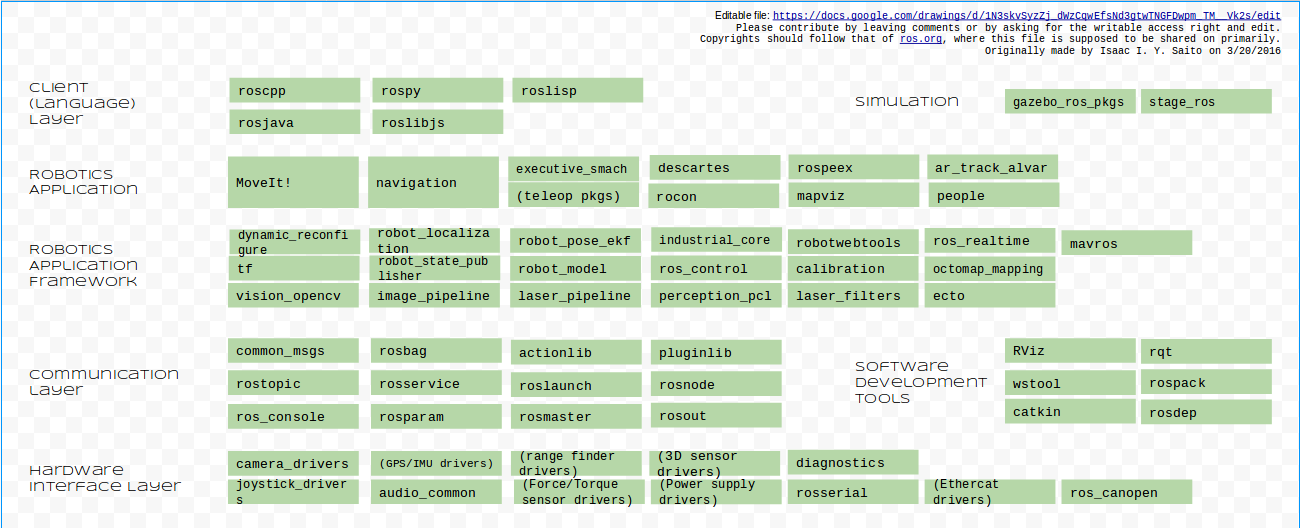 Editable file: https://docs.google.com/drawings/d/1N3skvSyzZj_dWzCqwEfsNd3gtwTNGFDwpm_TM__Vk2s/edit
Please contribute by leaving comments or by asking for the writable access right and edit.
Copyrights should follow that of ros.org, where this file is supposed to be shared on primarily.
Originally made by Isaac I. Y. Saito on 3/20/2016
Client
(Language)
Layer
roscpp
rospy
roslisp
rosjava
roslibjs
Simulation
gazebo_ros_pkgs
stage_ros
Robotics
Application
MoveIt!
navigation
executive_smach
descartes
rospeex
ar_track_alvar
(teleop pkgs)
rocon
mapviz
people
Robotics
Application
Framework
dynamic_reconfi
gure
robot_localiza
tion
robot_pose_ekf
industrial_core
robotwebtools
ros_realtime
mavros
tf
robot_state_pub
lisher
robot_model
ros_control
calibration
octomap_mapping
vision_opencv
image_pipeline
laser_pipeline
perception_pcl
laser_filters
ecto
Communication
Layer
common_msgs
rosbag
actionlib
pluginlib
rostopic
rosservice
roslaunch
rosnode
ros_console
rosparam
rosmaster
rosout
Software
Development
Tools
RViz
rqt
wstool
rospack
catkin
rosdep
Hardware
Interface Layer
camera_drivers
(GPS/IMU drivers)
(range finder
drivers)
(3D sensor
drivers)
diagnostics
joystick_driver
s
audio_common
(Force/Torque
sensor drivers)
(Power supply
drivers)
rosserial
(Ethercat
drivers)
ros_canopen